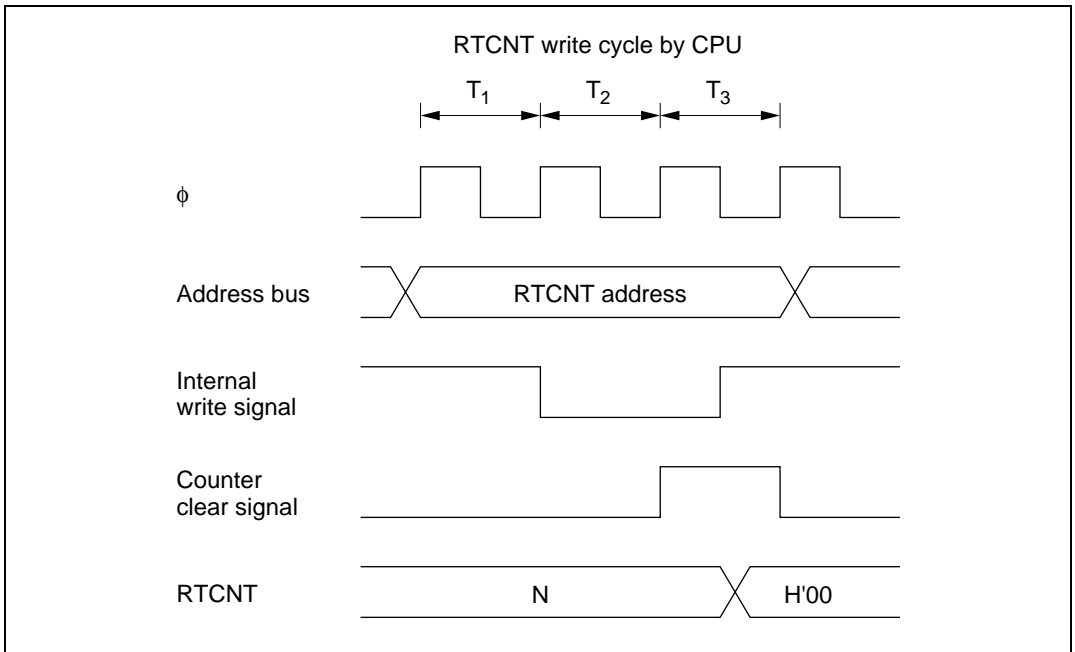 RTCNT write cycle by CPU
T1 T2 T3
ϕ
Address bus
RTCNT address
Internal
write signal
Counter
clear signal
RTCNT
N
H'00